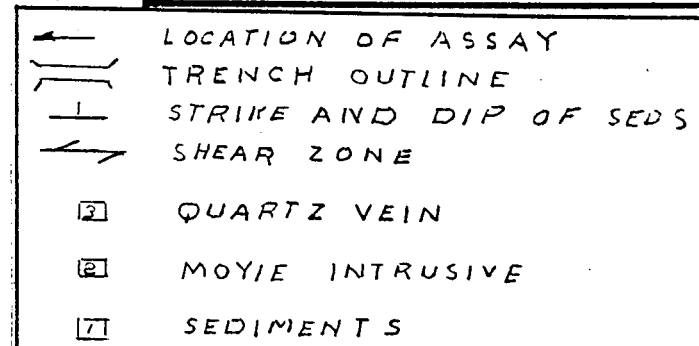 LOCATION OF ASSAY
TRENCH OUTLINE
STRIKE AND DIP OF SEDS
SHEAR ZONE
3 QUARTZ VEIN
2 MOYIE INTRUSIVE
1 SEDIMENTS